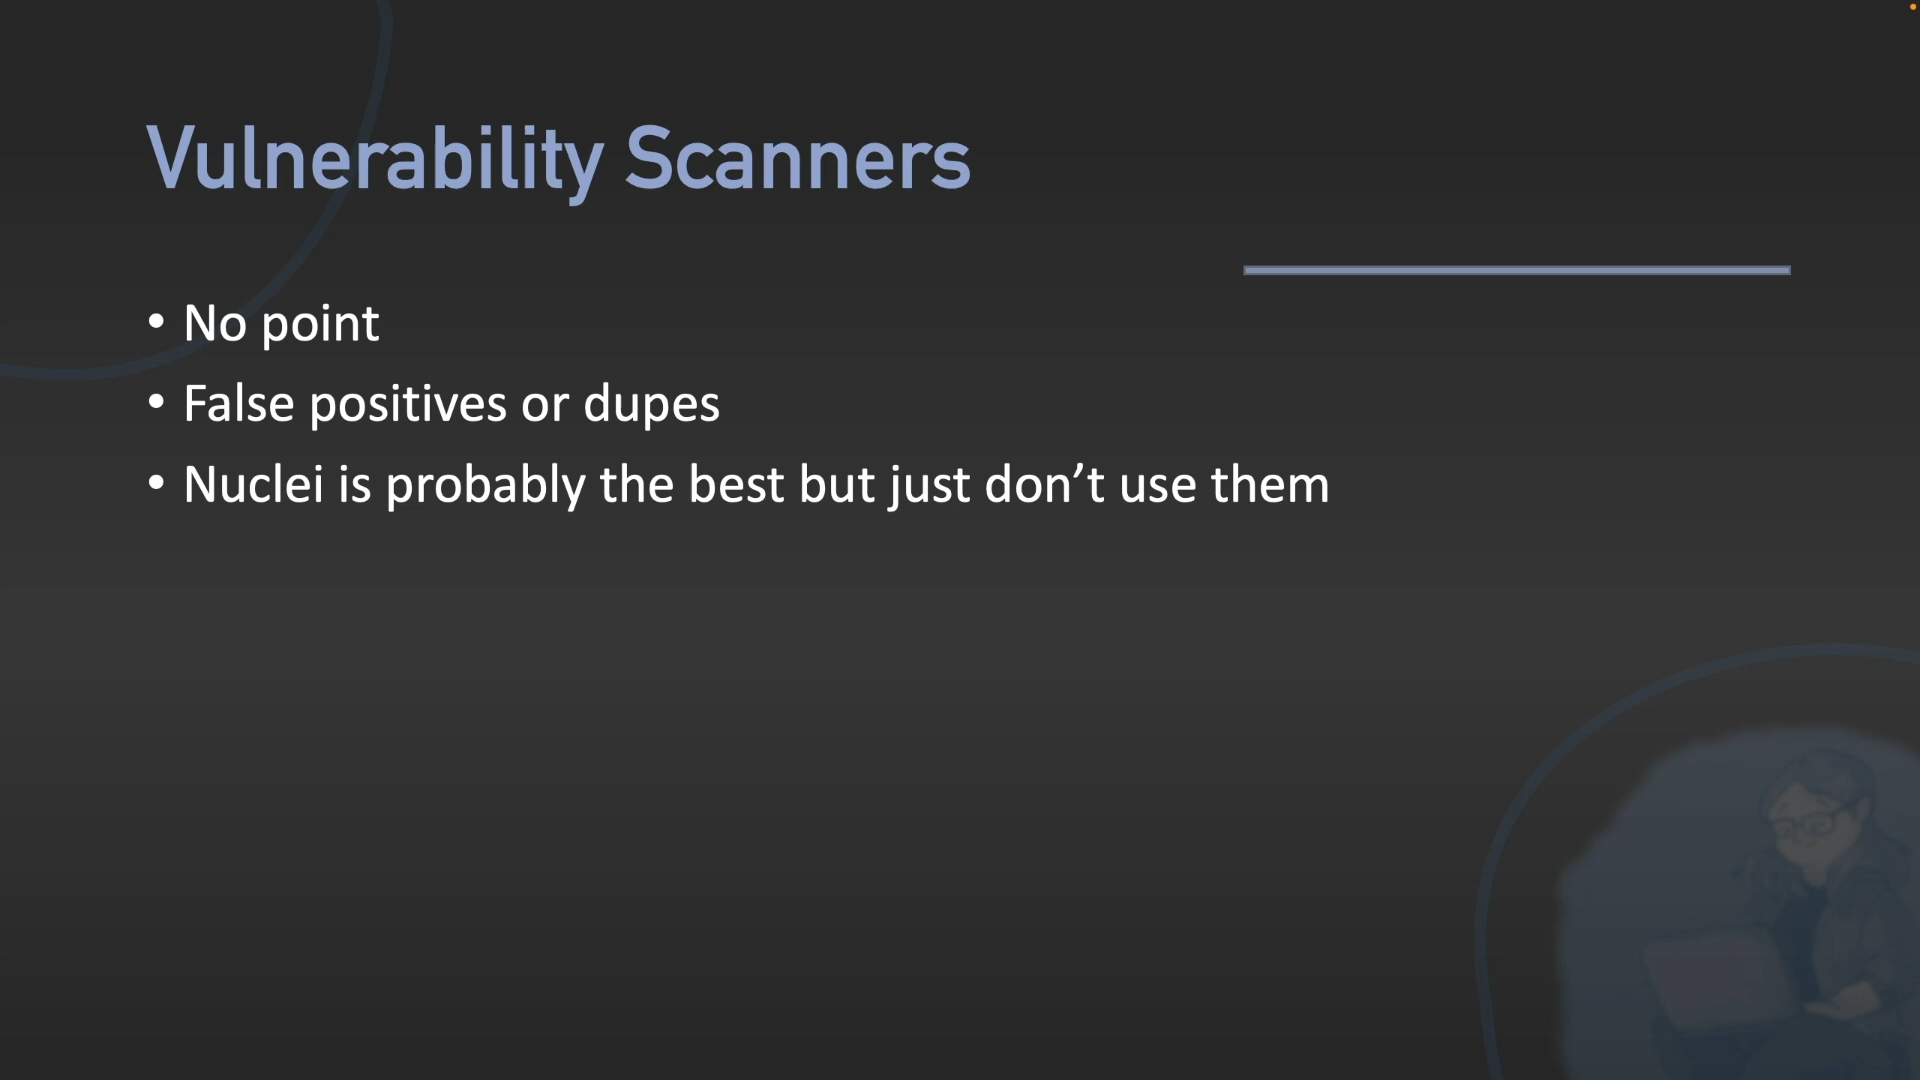 Vulnerability Scanners
• No point
• False positives or dupes
• Nuclei is probably the best but just don’t use them